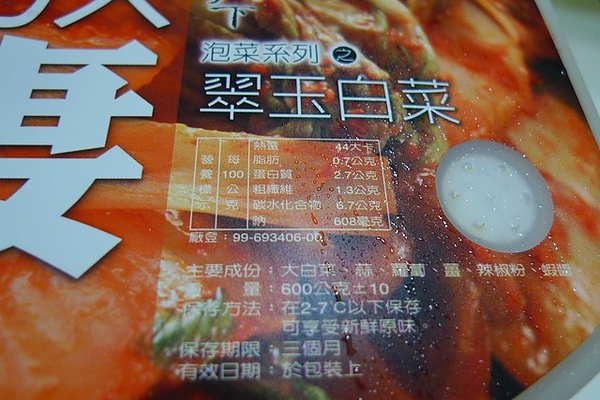 泡菜系列之
翠玉白菜
營養標示 每100公克
熱量 44大卡
脂肪 0.7公克
蛋白質 2.7公克
粗纖維 1.3公克
碳水化合物 6.7公克
鈉 608毫克
廠登：99-693406-00
主要成份：大白菜、蒜、蘿蔔、薑、辣椒粉、蝦醬
重量：600公克±10
保存方法：在2-7 C以下保存，
可享受新鮮原味。
保存期限：三個月
有效日期：於包裝上